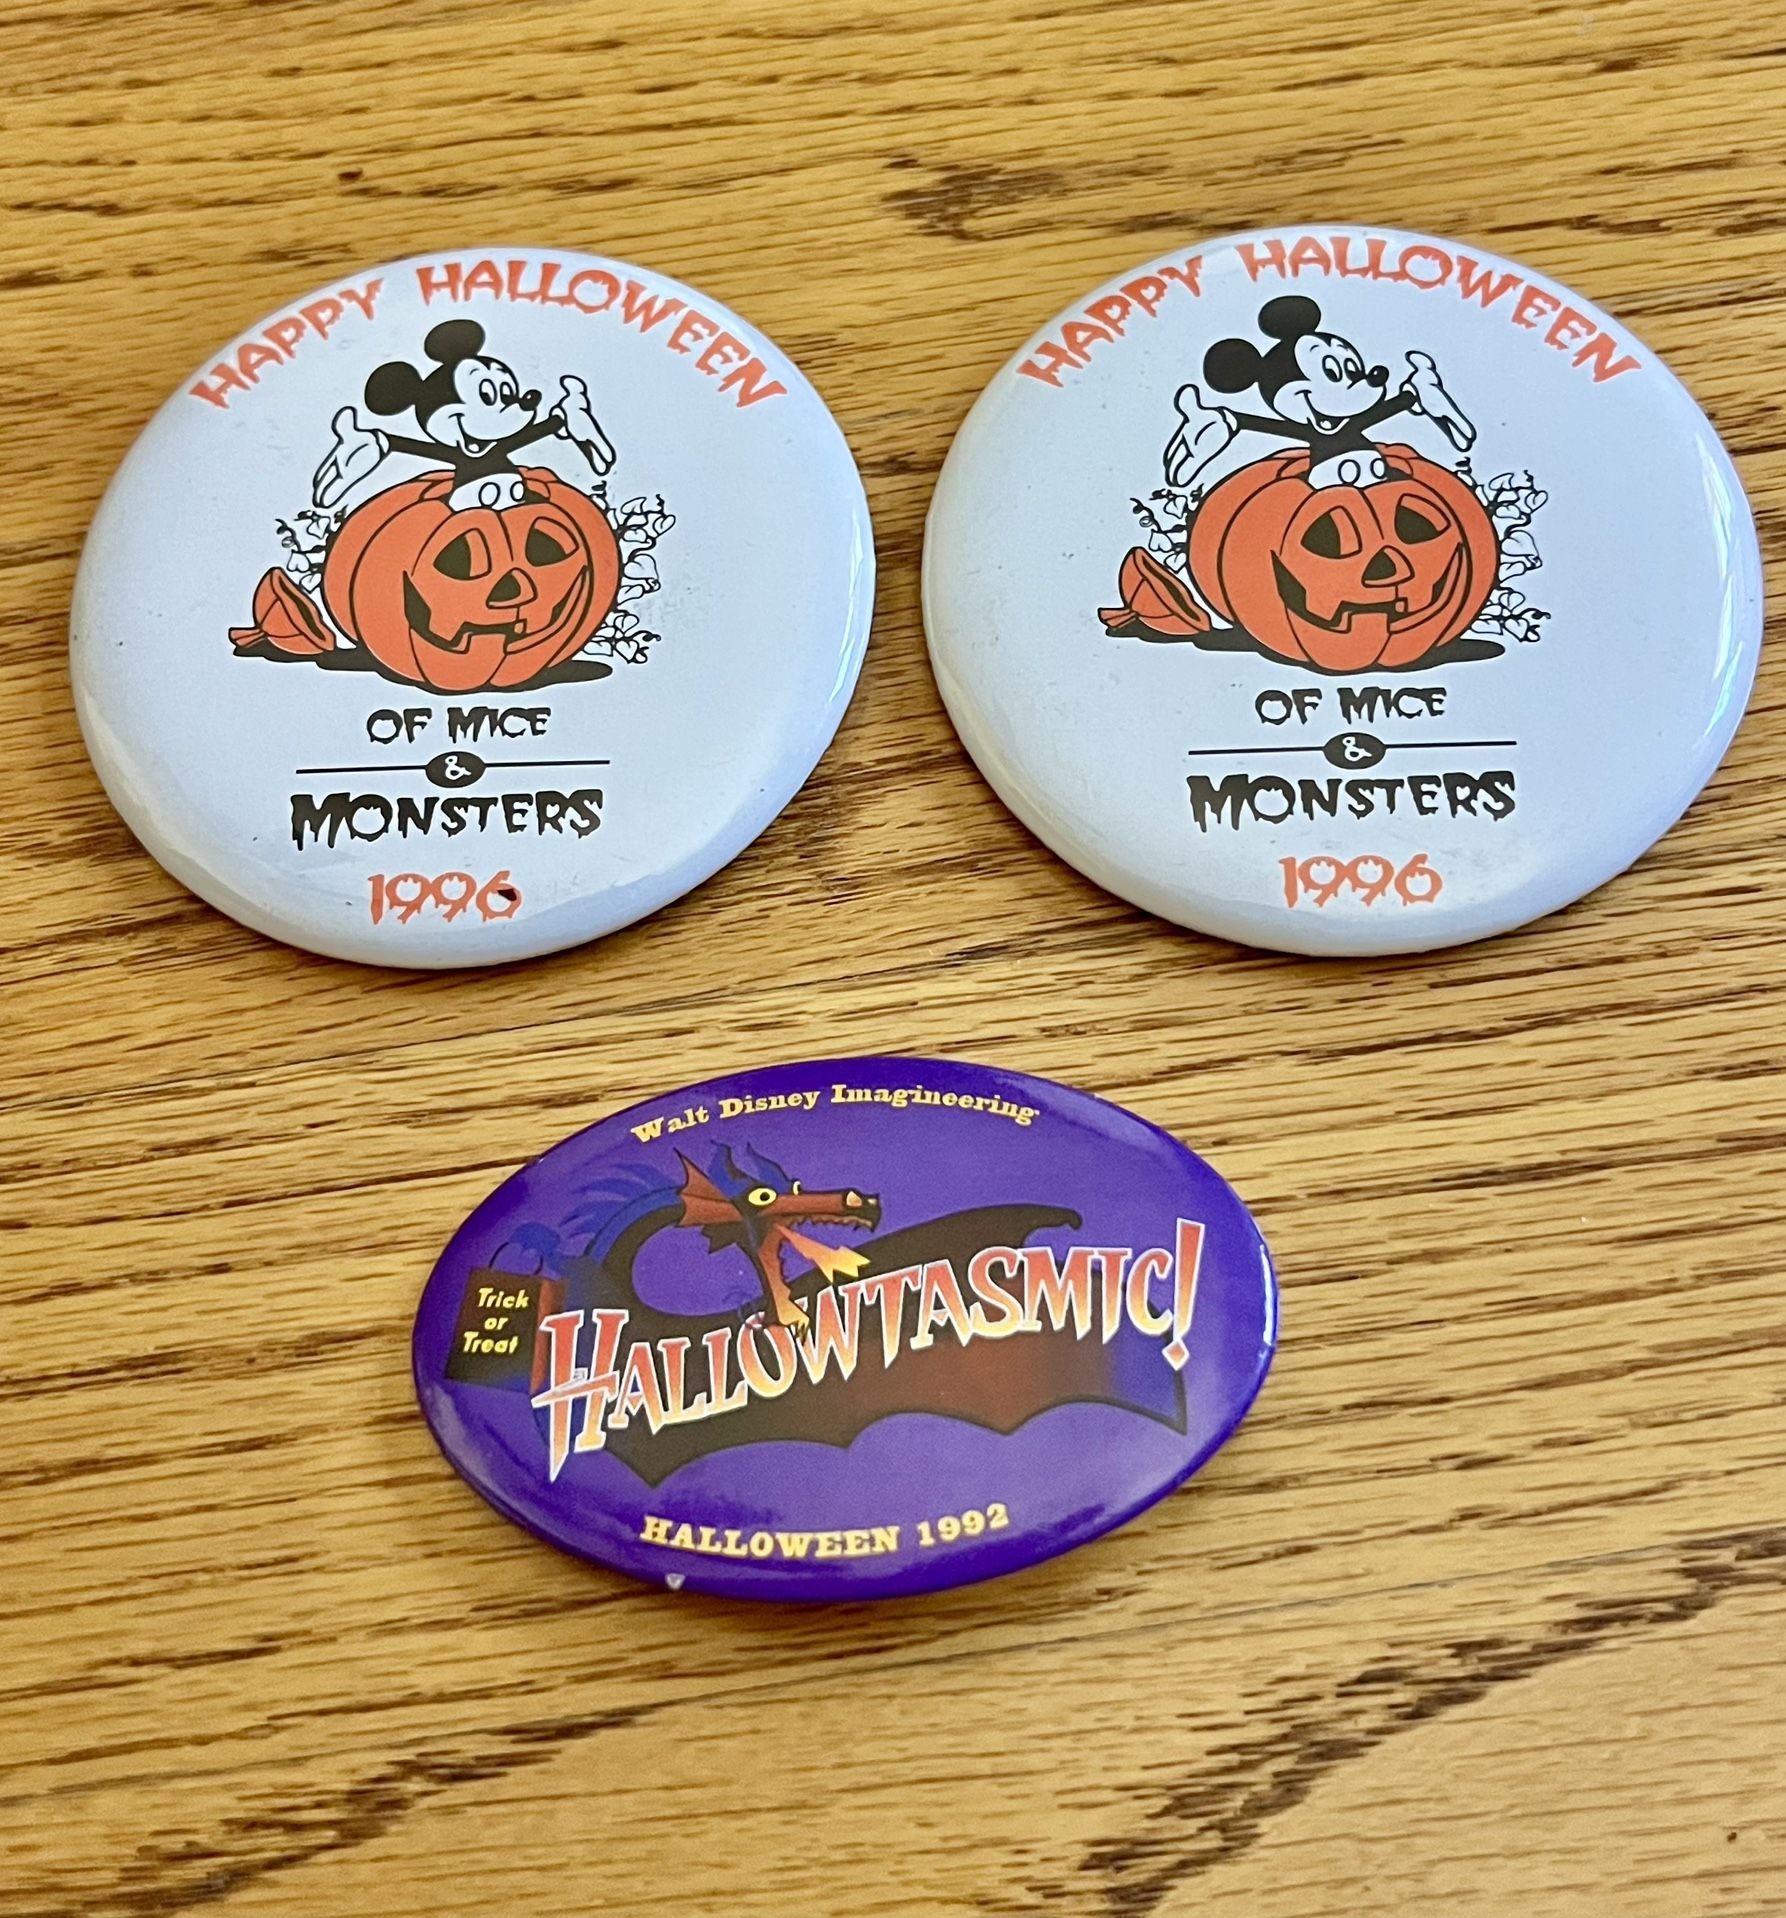 HAPPY HALLOWEEN
OF MICE
&
MONSTERS
1996
HAPPY HALLOWEEN
OF MICE
&
MONSTERS
1996
Walt Disney Imagineering
Trick
or
Treat
HALLOWTASMIC!
HALLOWEEN 1992